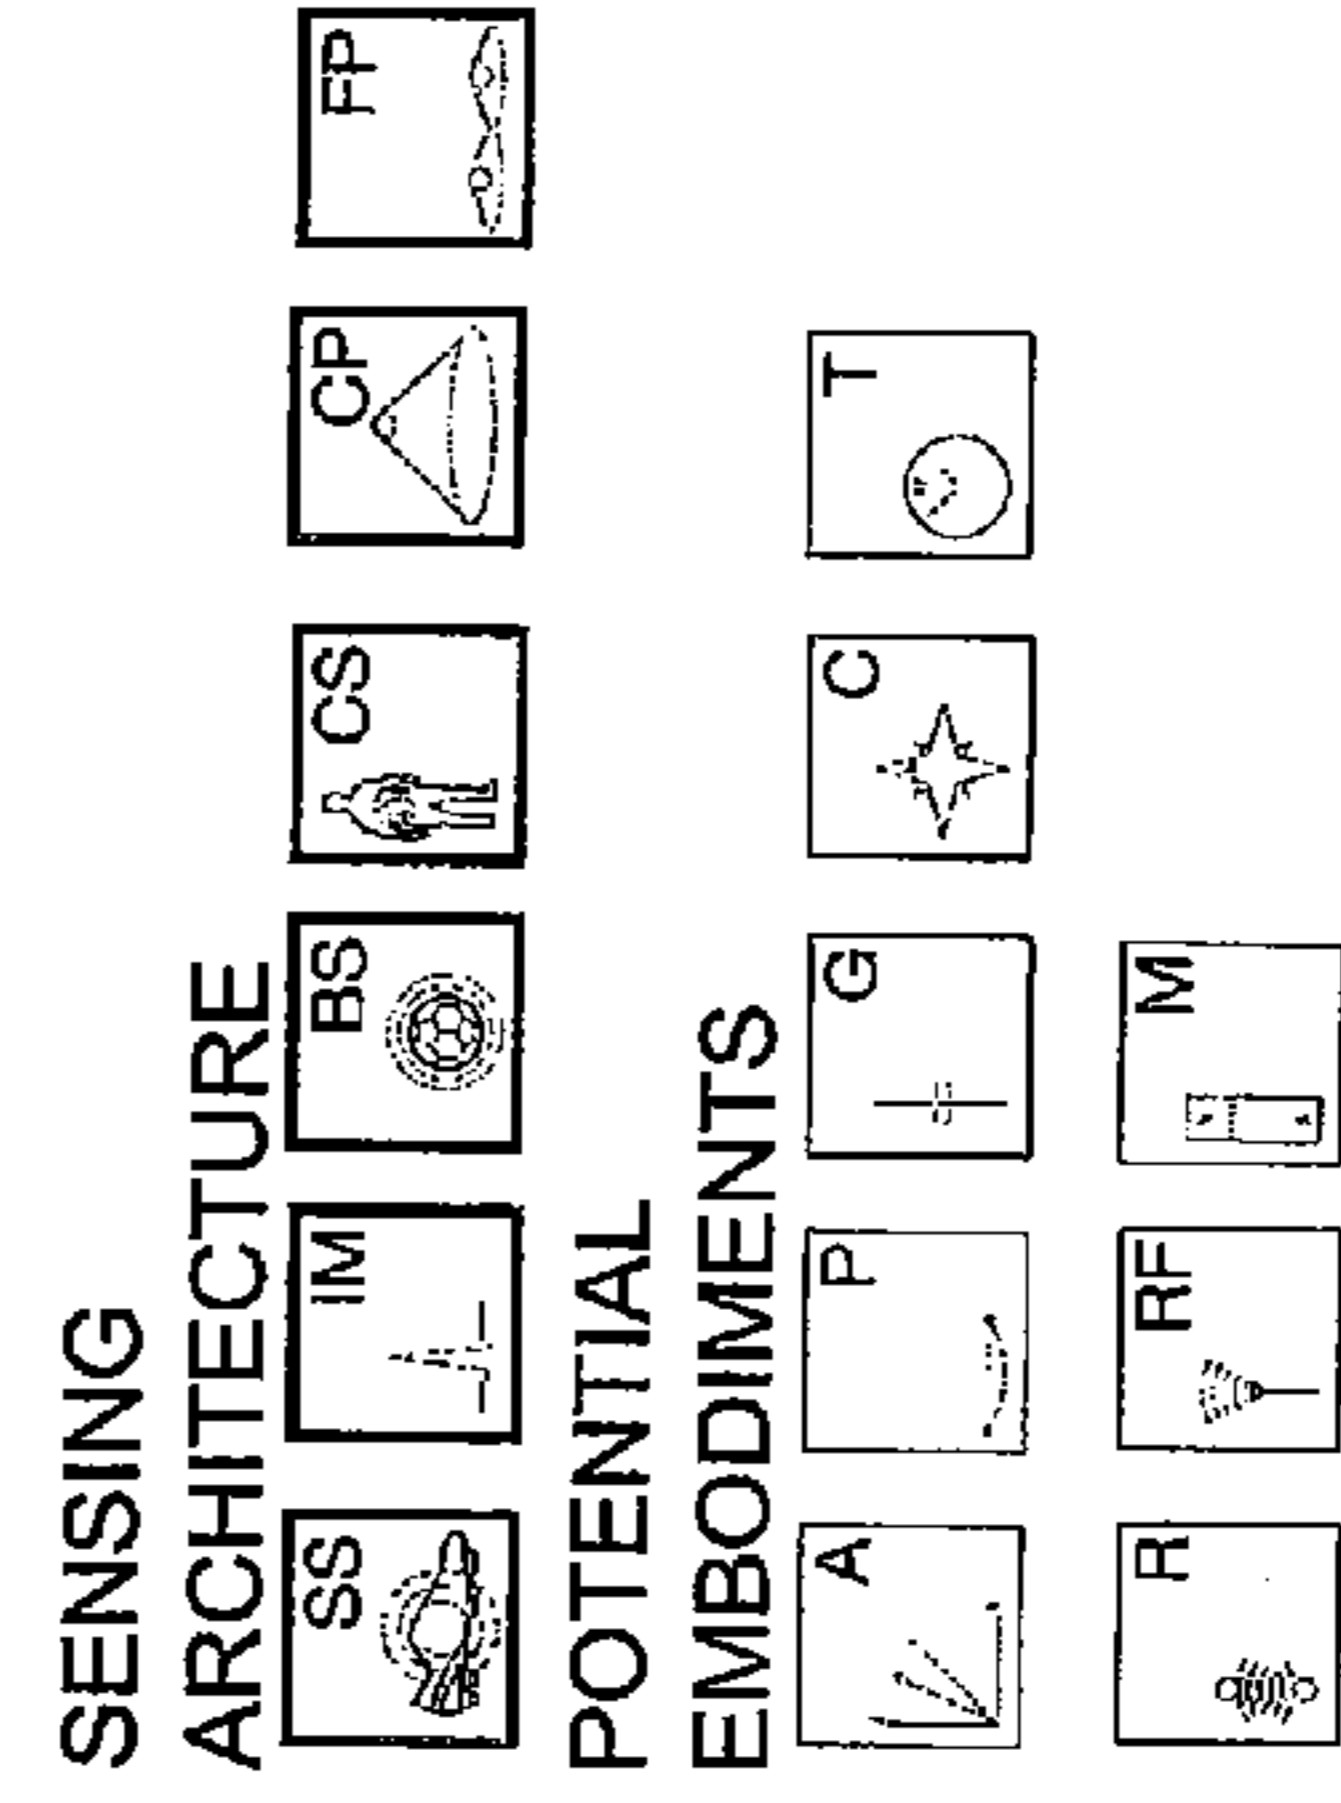 SENSING
ARCHITECTURE
SS IM BS CS CP FP
POTENTIAL
EMBODIMENTS
A P G C T
R RF M